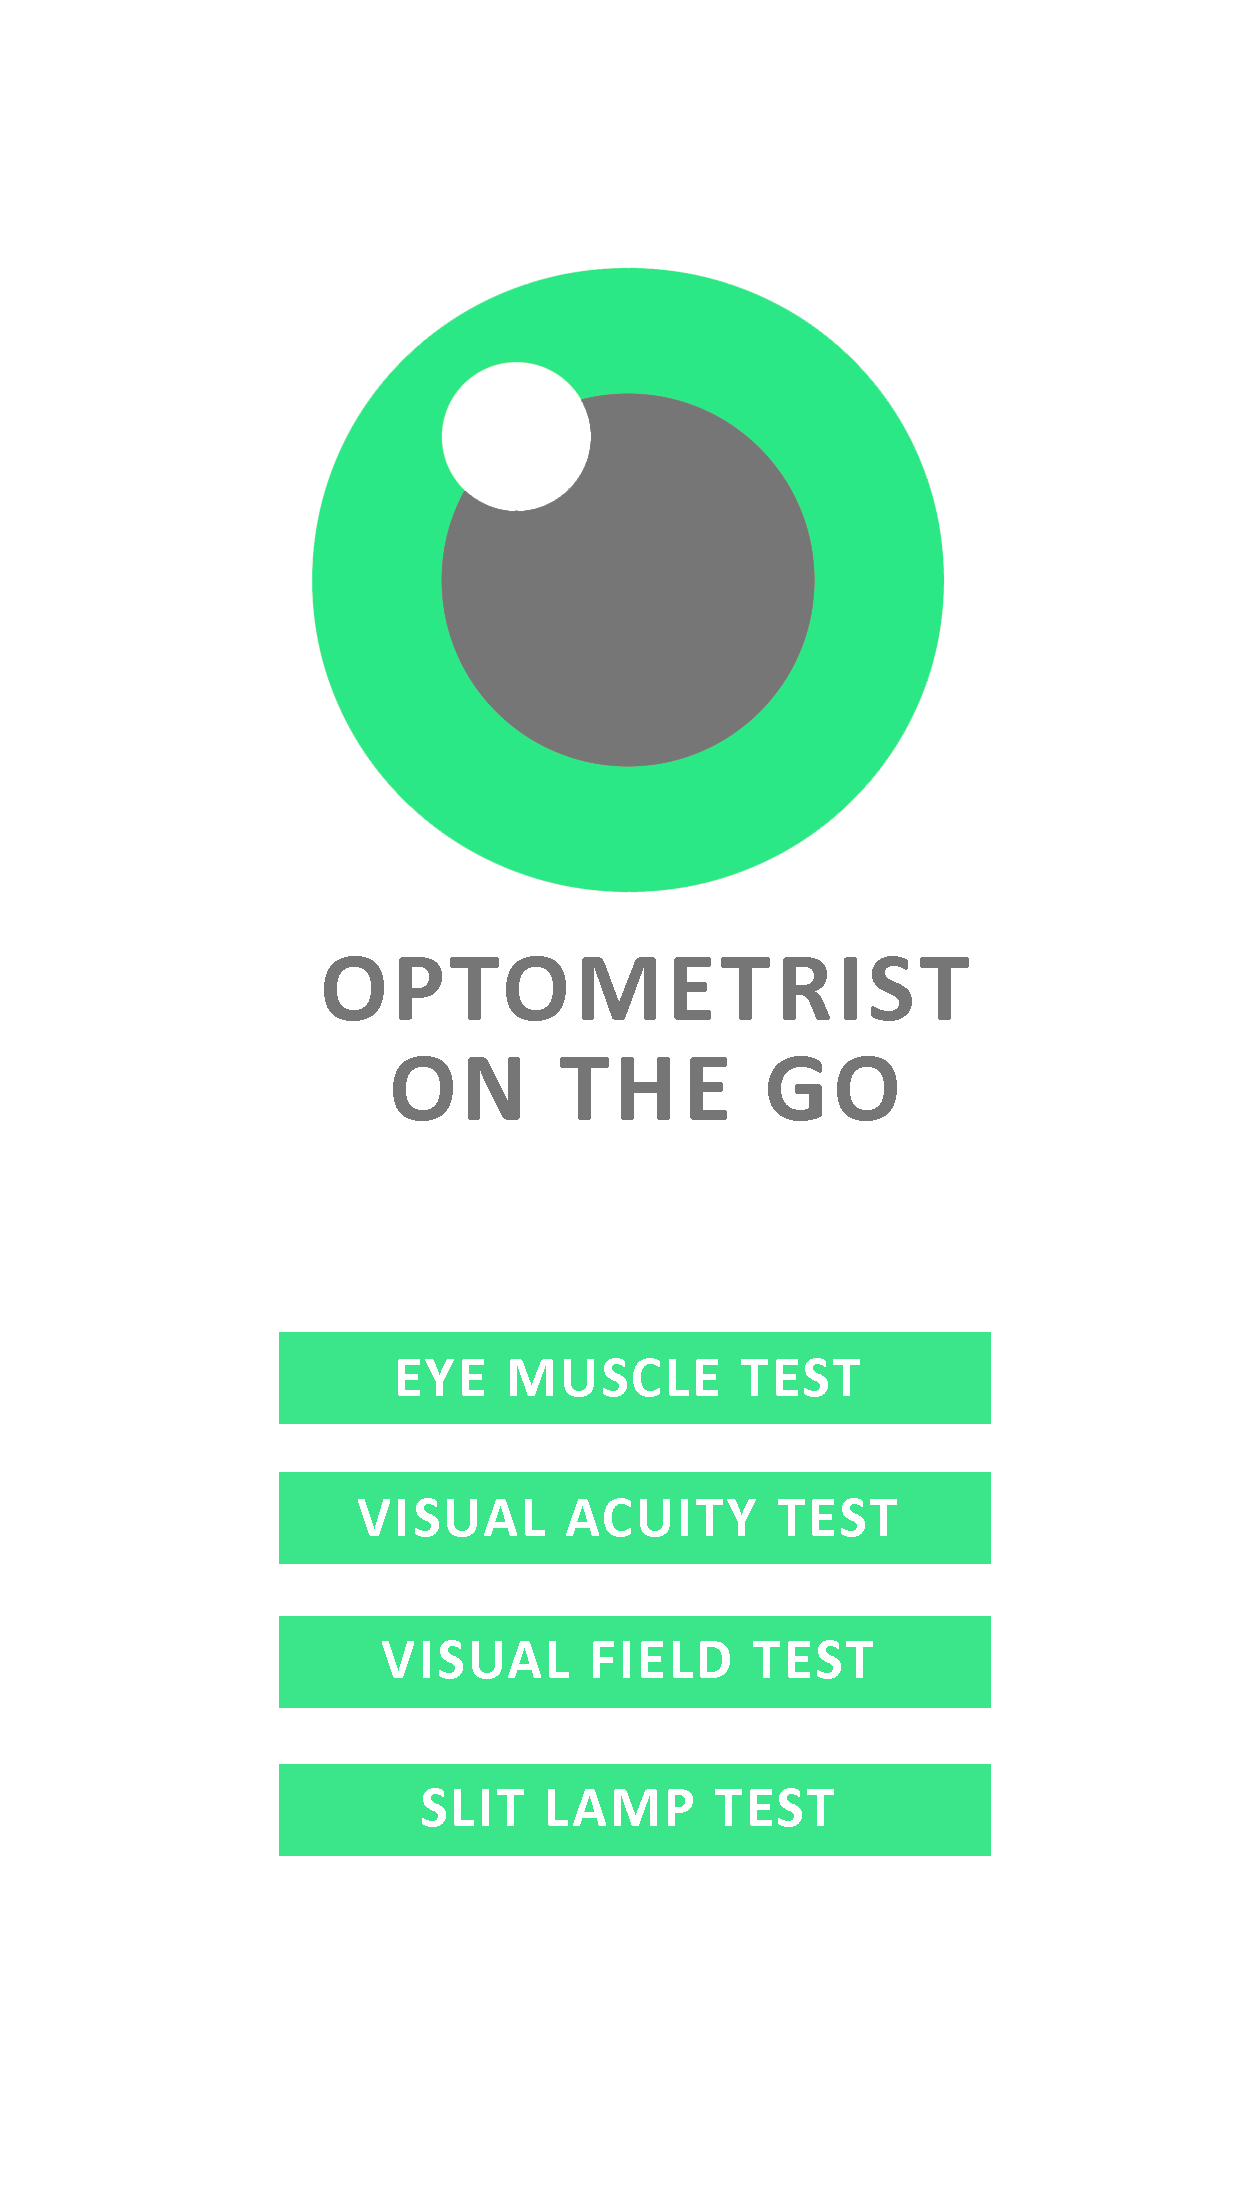 OPTOMETRIST
ON THE GO
EYE MUSCLE TEST
VISUAL ACUITY TEST
VISUAL FIELD TEST
SLIT LAMP TEST